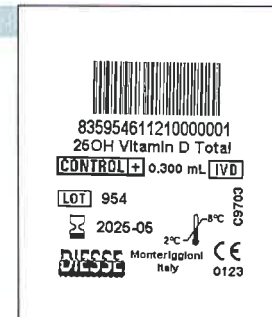 835954611210000001
25OH Vitamin D Total
CONTROL + 0.300 mL IVD
LOT 954
2025-05
8°C
2°C
C9703
DIESSE Monteriggioni
Italy
CE
0123